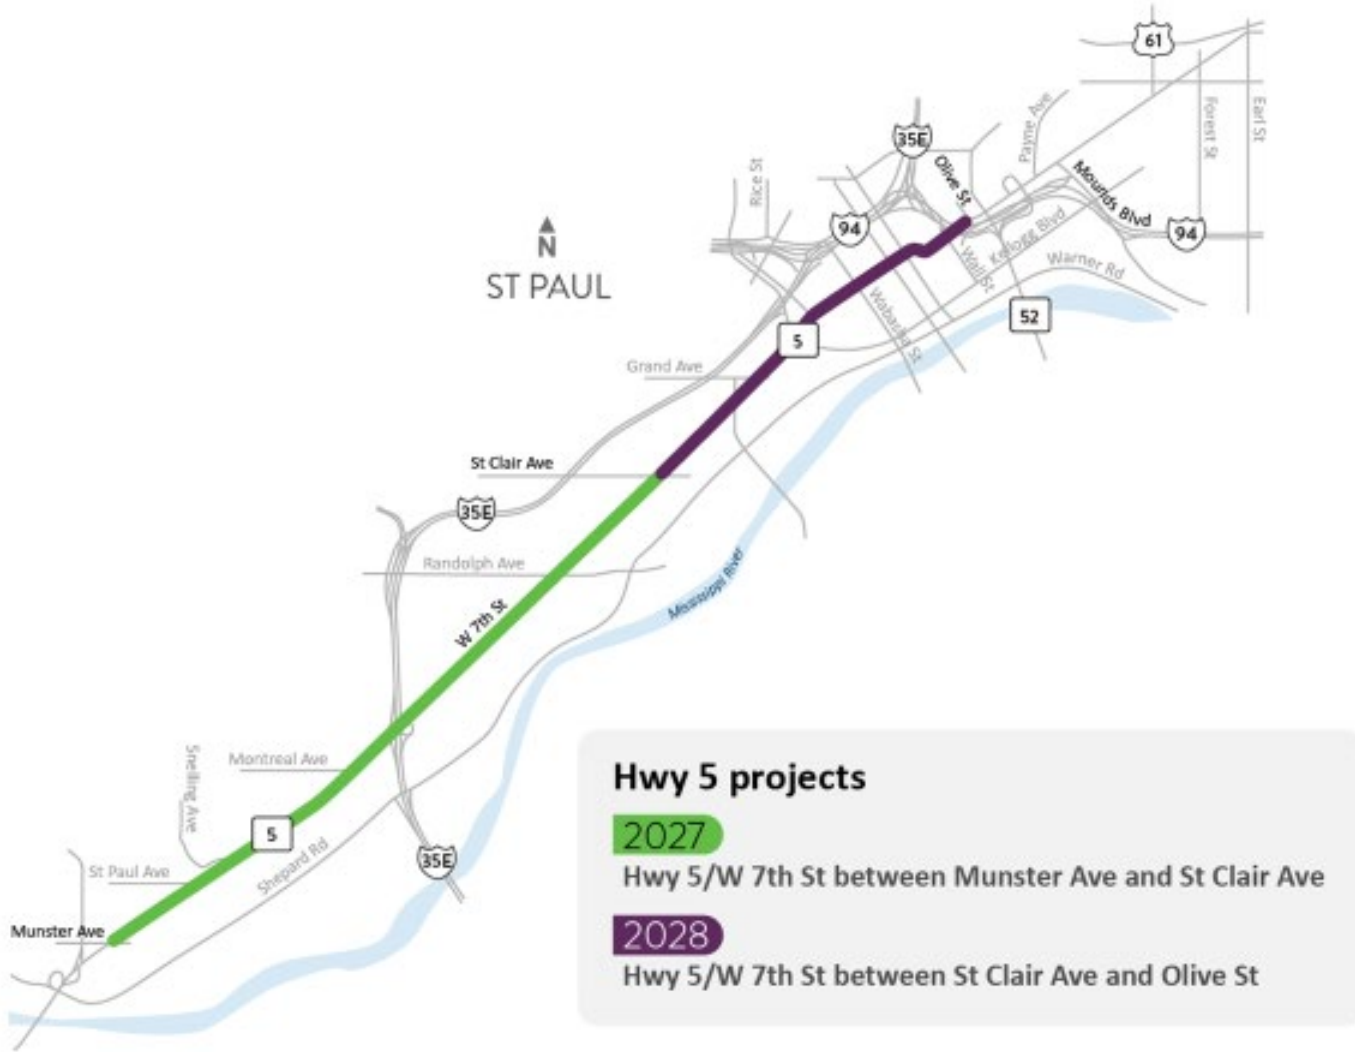 61
Payne Ave
Forest St
Earl St
35E
Olive St
Rice St
Mounds Blvd
94
94
Kellogg Blvd
N
ST PAUL
Wall St
Warner Rd
Wabasha St
52
5
Grand Ave
St Clair Ave
35E
Randolph Ave
Mississippi River
W 7th St
Snelling Ave
Montreal Ave
5
35E
Shepard Rd
St Paul Ave
Munster Ave
Hwy 5 projects
2027
Hwy 5/W 7th St between Munster Ave and St Clair Ave
2028
Hwy 5/W 7th St between St Clair Ave and Olive St